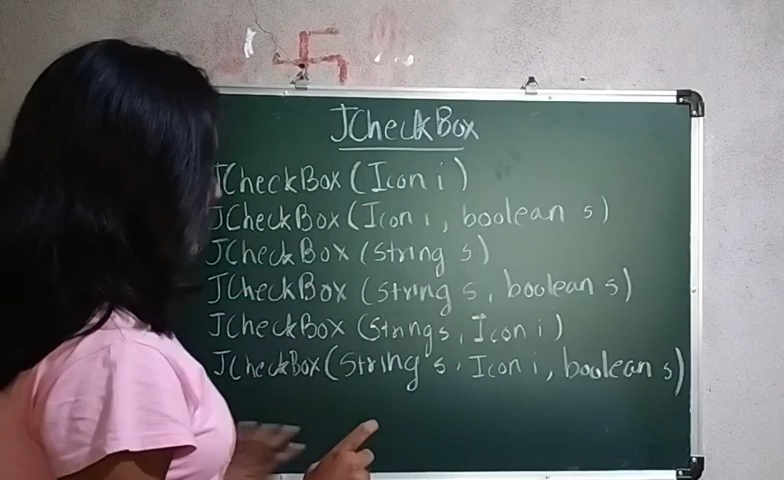 JCheckBox
JCheckBox (Icon i)
JCheckBox (Icon i, boolean s)
JCheckBox (String s)
JCheckBox (String s, boolean s)
JCheckBox (String s, Icon i)
JCheckBox (String s, Icon i, boolean s)